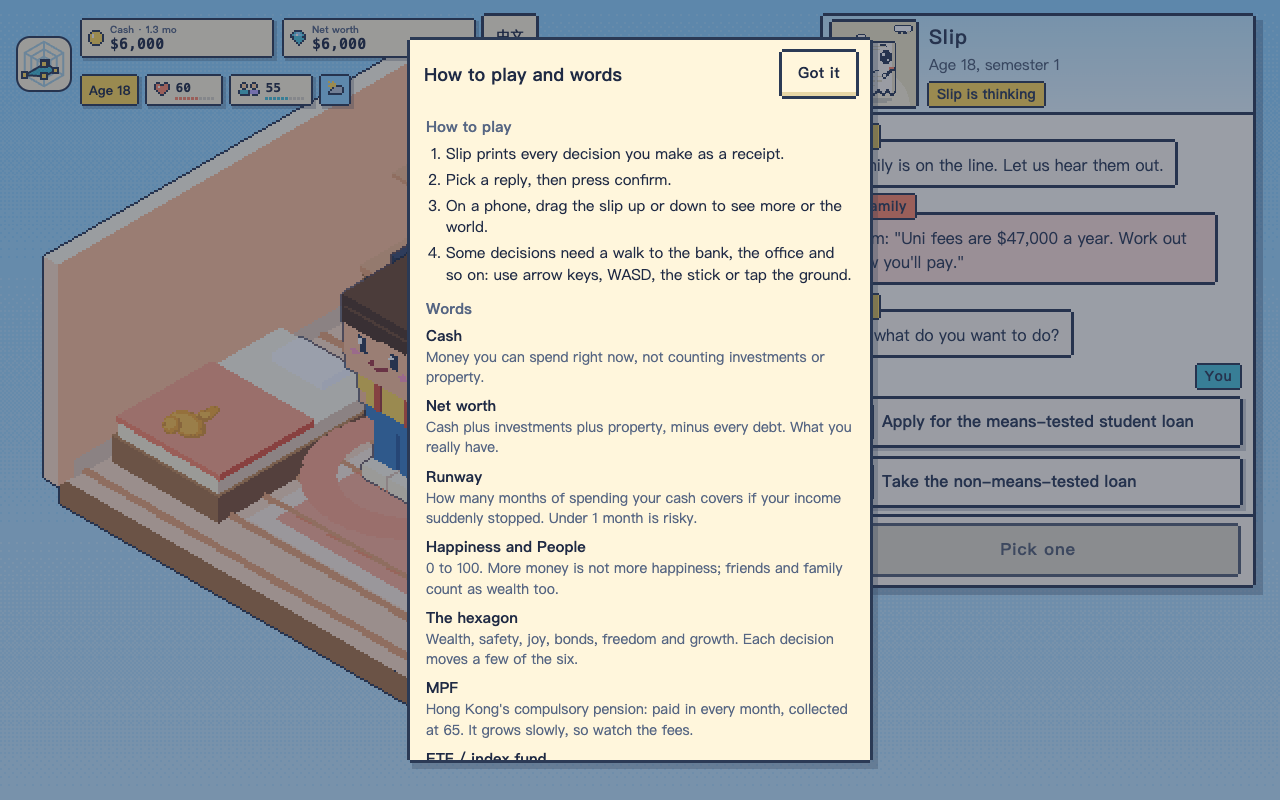 Cash · 1.3 mo
$6,000
Net worth
$6,000
中文
Age 18
60
55
How to play and words
Got it
How to play
1. Slip prints every decision you make as a receipt.
2. Pick a reply, then press confirm.
3. On a phone, drag the slip up or down to see more or the
world.
4. Some decisions need a walk to the bank, the office and
so on: use arrow keys, WASD, the stick or tap the ground.
Words
Cash
Money you can spend right now, not counting investments or
property.
Net worth
Cash plus investments plus property, minus every debt. What you
really have.
Runway
How many months of spending your cash covers if your income
suddenly stopped. Under 1 month is risky.
Happiness and People
0 to 100. More money is not more happiness; friends and family
count as wealth too.
The hexagon
Wealth, safety, joy, bonds, freedom and growth. Each decision
moves a few of the six.
MPF
Hong Kong's compulsory pension: paid in every month, collected
at 65. It grows slowly, so watch the fees.
ETF / index fund
Slip
Age 18, semester 1
Slip is thinking
is on the line. Let us hear them out.
"Uni fees are $47,000 a year. Work out
you'll pay."
what do you want to do?
You
Apply for the means-tested student loan
Take the non-means-tested loan
Pick one